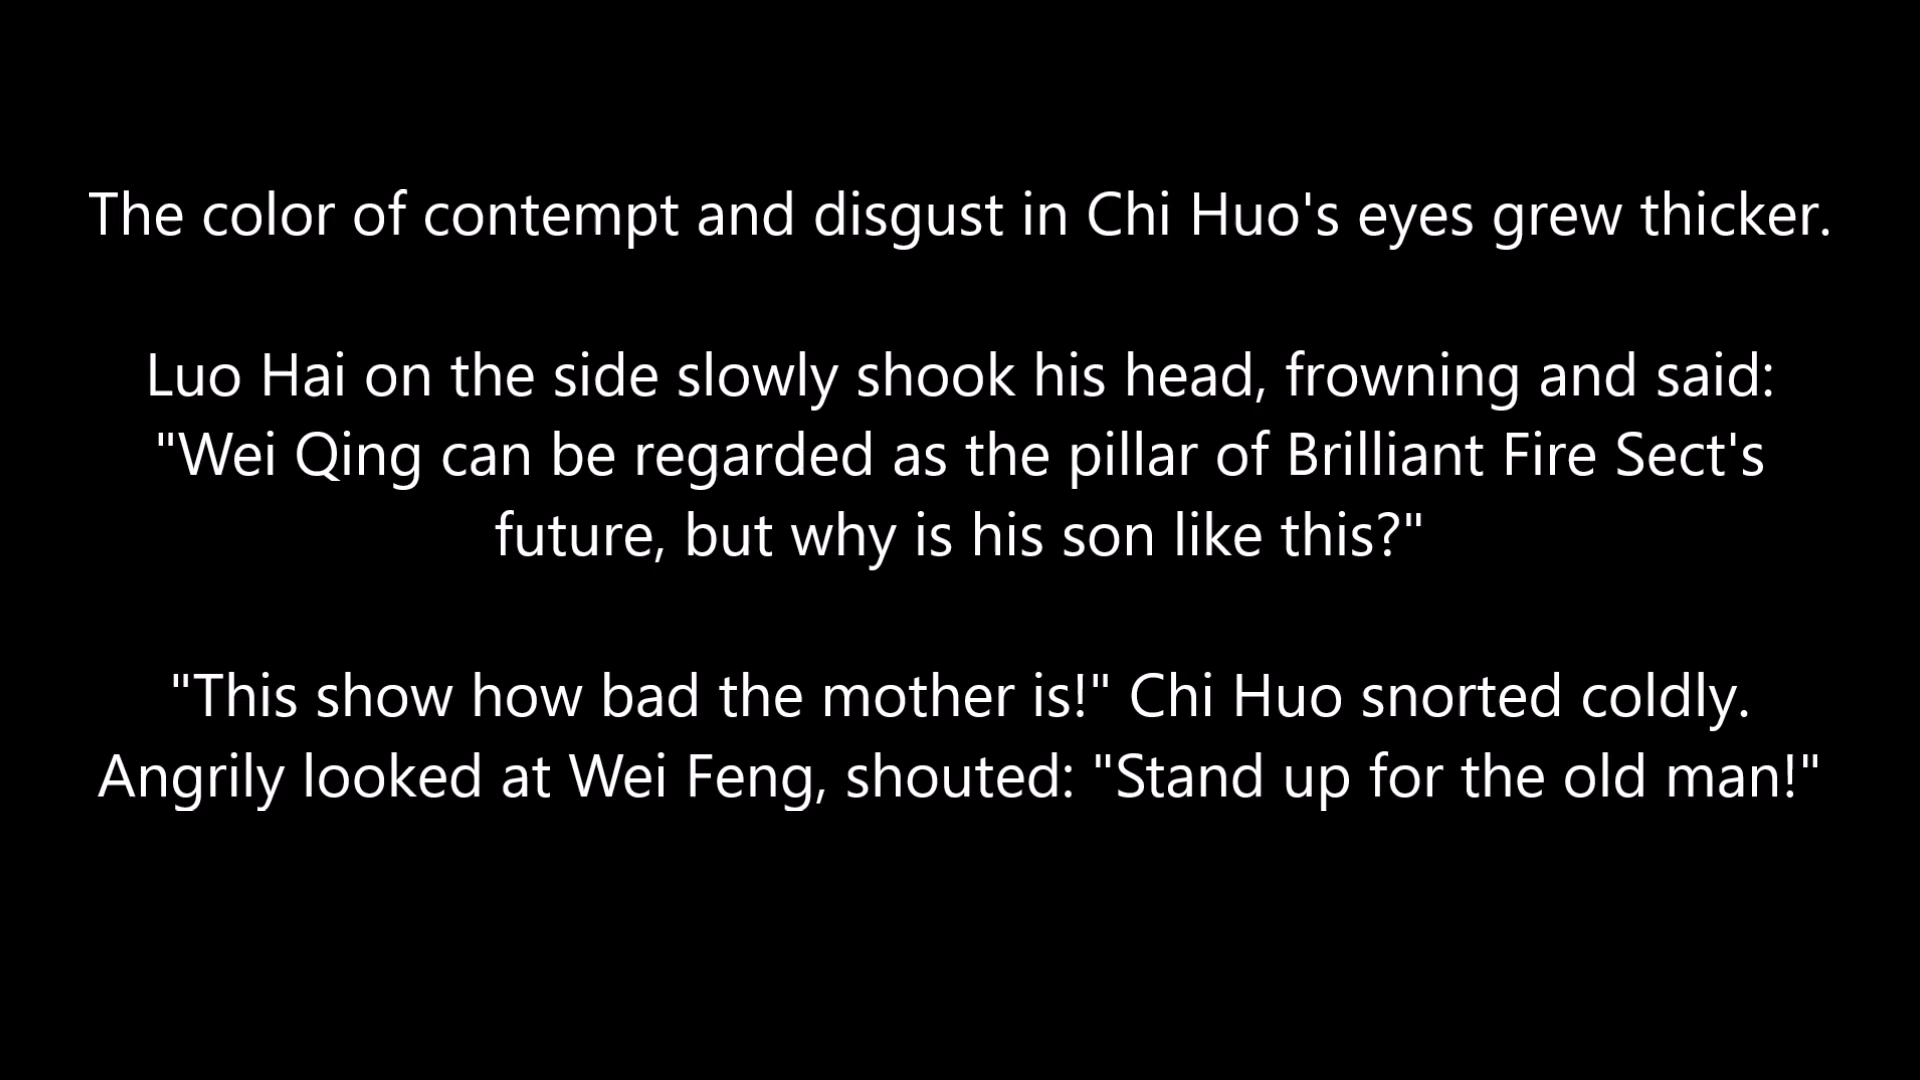 The color of contempt and disgust in Chi Huo's eyes grew thicker.
Luo Hai on the side slowly shook his head, frowning and said:
"Wei Qing can be regarded as the pillar of Brilliant Fire Sect's
future, but why is his son like this?"
"This show how bad the mother is!" Chi Huo snorted coldly.
Angrily looked at Wei Feng, shouted: "Stand up for the old man!"